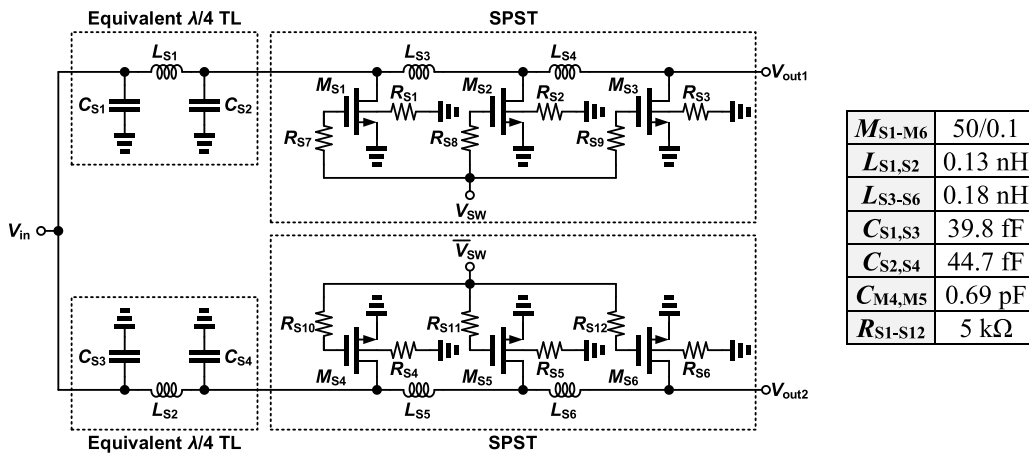 Equivalent λ/4 TL
SPST
L_S1
L_S3
L_S4
V_out1
C_S1
C_S2
M_S1
R_S1
M_S2
R_S2
M_S3
R_S3
R_S7
R_S8
R_S9
V_SW
V_in
V̅_SW
R_S10
R_S11
R_S12
C_S3
C_S4
M_S4
R_S4
M_S5
R_S5
M_S6
R_S6
L_S2
L_S5
L_S6
V_out2
Equivalent λ/4 TL
SPST
M_S1-M6 50/0.1
L_S1,S2 0.13 nH
L_S3-S6 0.18 nH
C_S1,S3 39.8 fF
C_S2,S4 44.7 fF
C_M4,M5 0.69 pF
R_S1-S12 5 kΩ